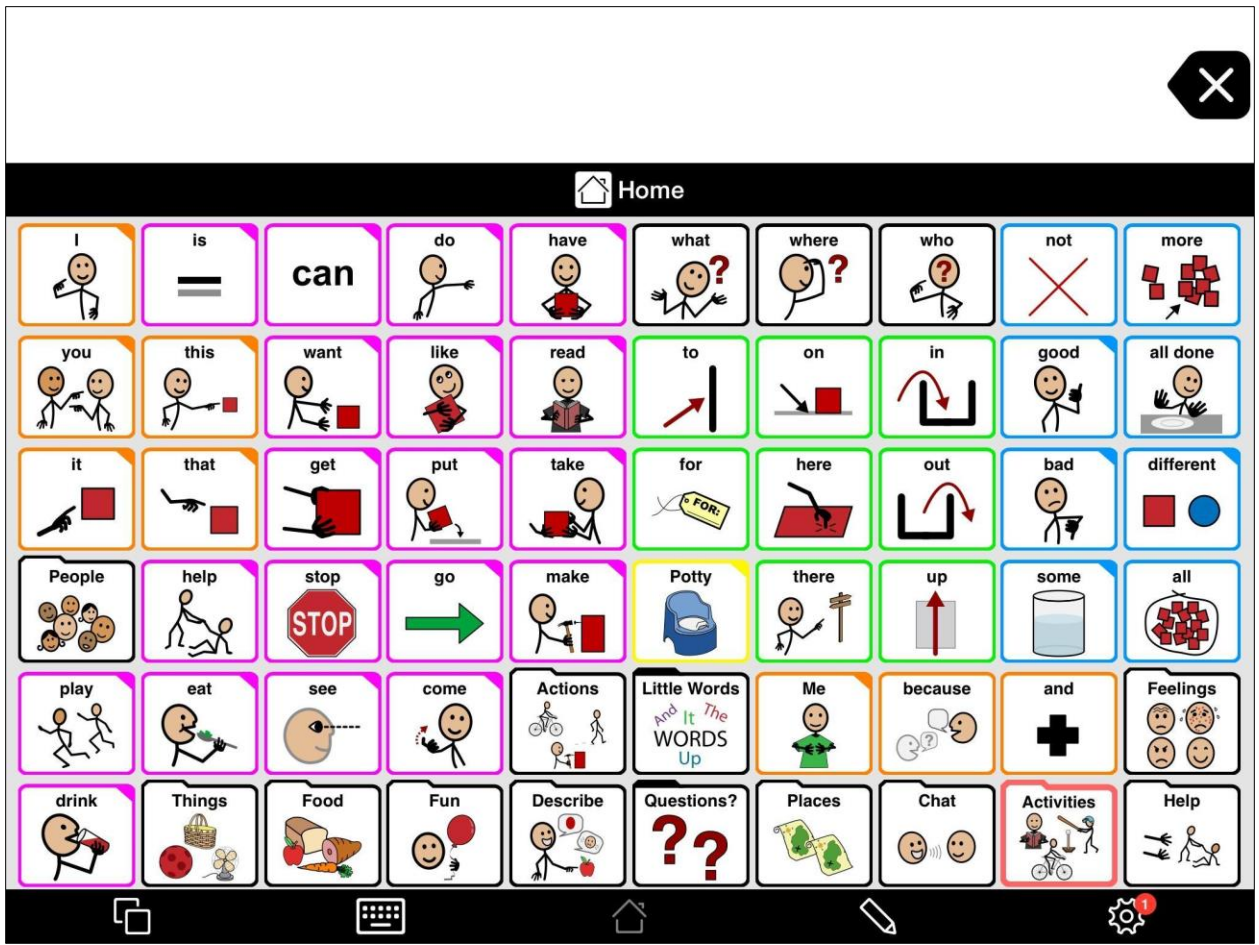 Home
I is can do have what where who not more
you this want like read to on in good all done
it that get put take for here out bad different
FOR:
People help stop go make Potty there up some all
STOP
play eat see come Actions Little Words Me because and Feelings
And It The
WORDS
Up
?
drink Things Food Fun Describe Questions? Places Chat Activities Help
??
1